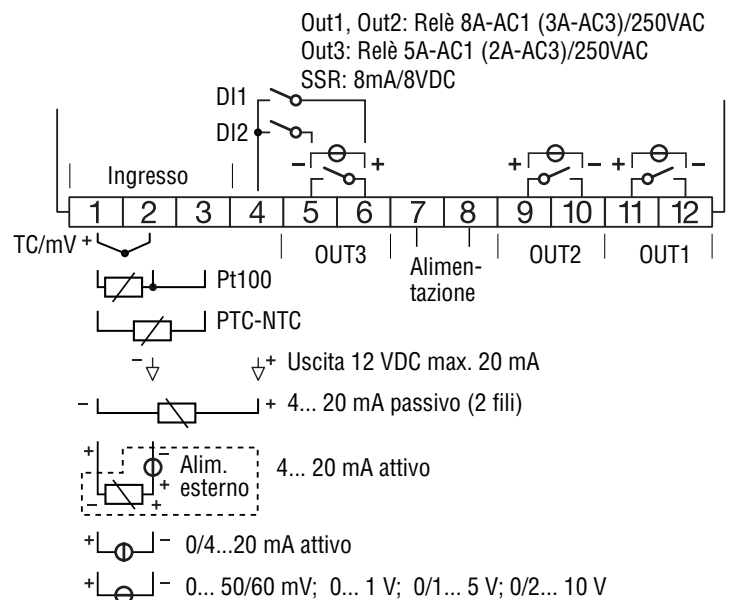 Out1, Out2: Relè 8A-AC1 (3A-AC3)/250VAC
Out3: Relè 5A-AC1 (2A-AC3)/250VAC
SSR: 8mA/8VDC
DI1
DI2
− + + − + −
Ingresso
1 2 3 4 5 6 7 8 9 10 11 12
TC/mV +
OUT3
Alimen-
tazione
OUT2
OUT1
Pt100
PTC-NTC
− + Uscita 12 VDC max. 20 mA
− + 4... 20 mA passivo (2 fili)
+ −
Alim.
esterno
+
− +
4... 20 mA attivo
+ − 0/4...20 mA attivo
+ − 0... 50/60 mV; 0... 1 V; 0/1... 5 V; 0/2... 10 V